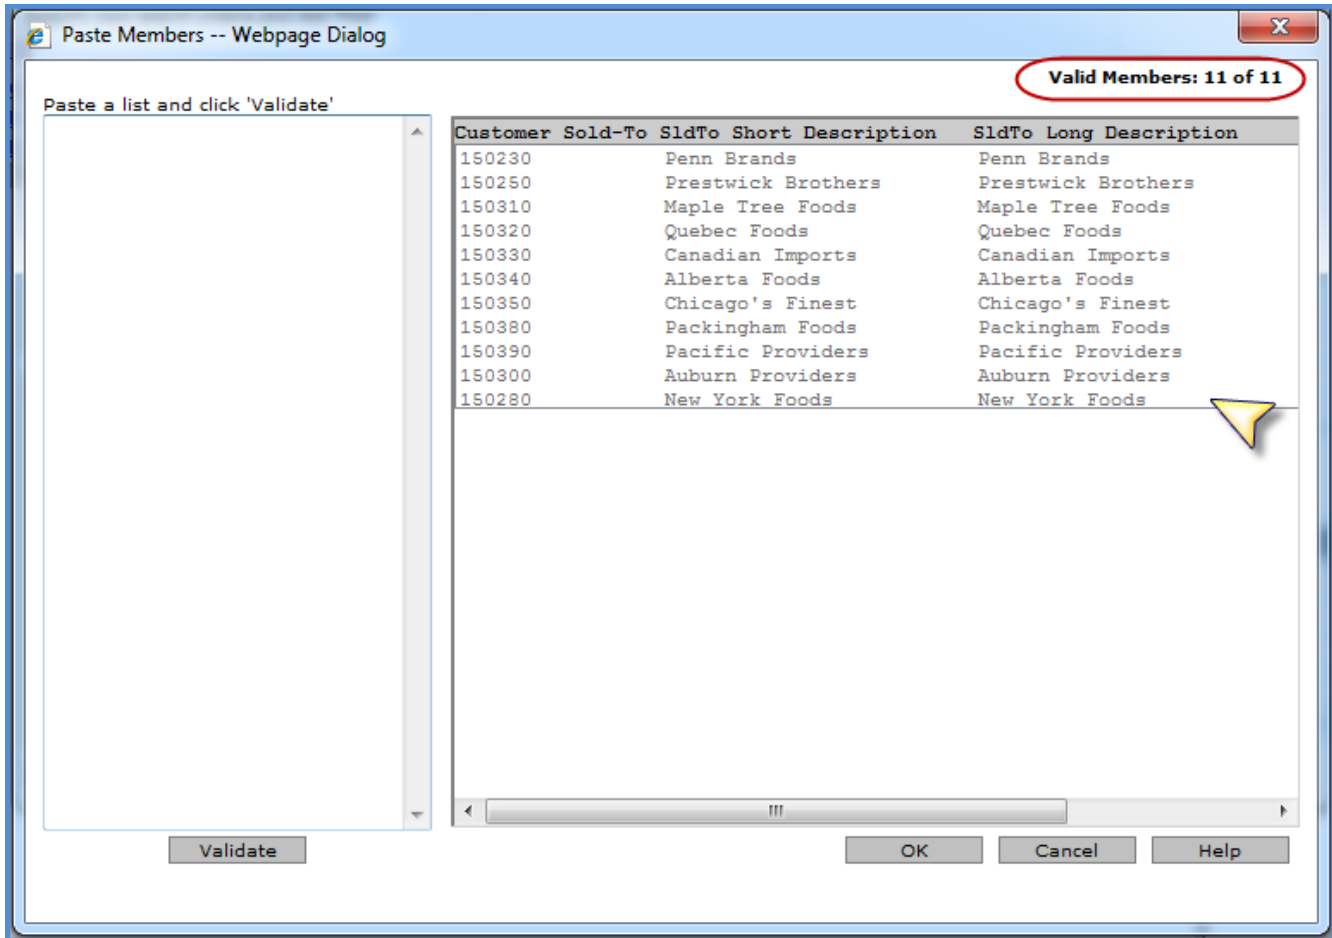 Paste Members -- Webpage Dialog
Valid Members: 11 of 11
Paste a list and click 'Validate'
Customer Sold-To SldTo Short Description SldTo Long Description
150230 Penn Brands Penn Brands
150250 Prestwick Brothers Prestwick Brothers
150310 Maple Tree Foods Maple Tree Foods
150320 Quebec Foods Quebec Foods
150330 Canadian Imports Canadian Imports
150340 Alberta Foods Alberta Foods
150350 Chicago's Finest Chicago's Finest
150380 Packingham Foods Packingham Foods
150390 Pacific Providers Pacific Providers
150300 Auburn Providers Auburn Providers
150280 New York Foods New York Foods
Validate OK Cancel Help